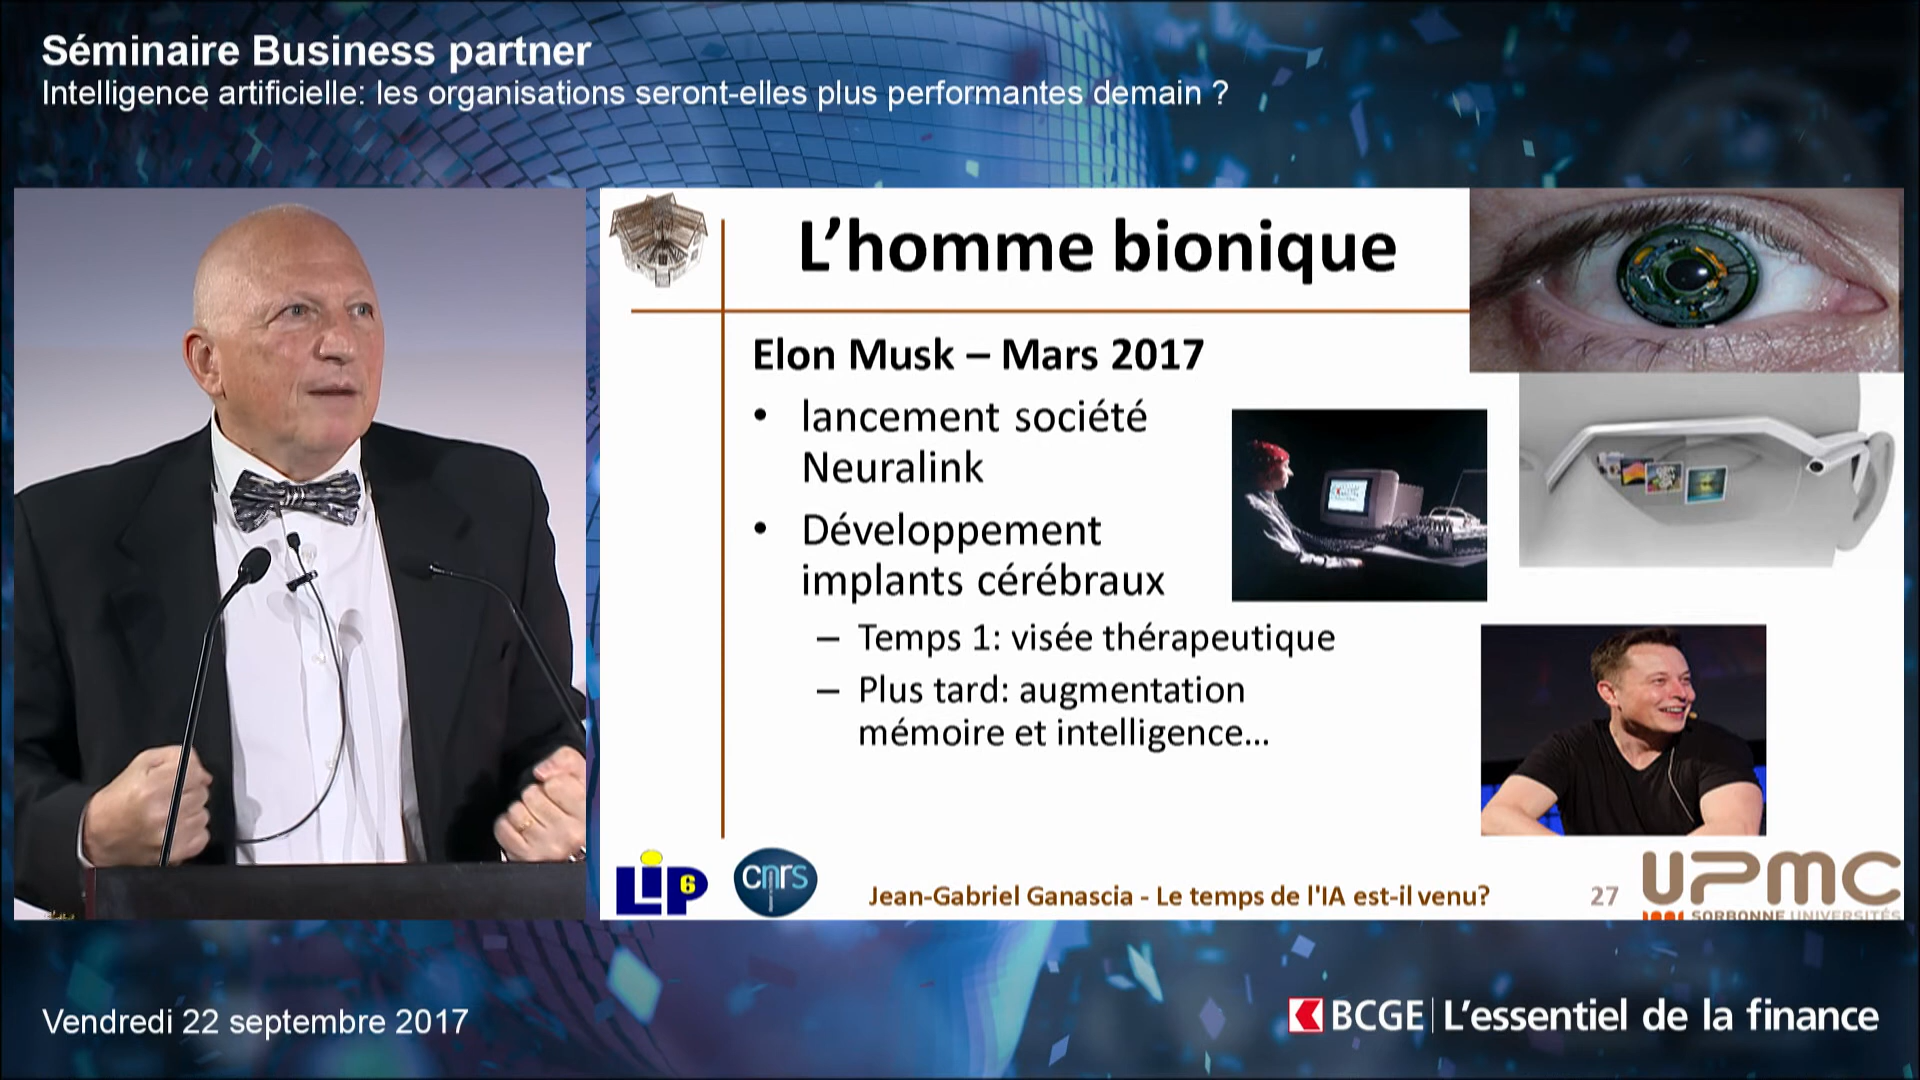 Séminaire Business partner
Intelligence artificielle: les organisations seront-elles plus performantes demain ?
L’homme bionique
Elon Musk – Mars 2017
• lancement société
Neuralink
• Développement
implants cérébraux
– Temps 1: visée thérapeutique
– Plus tard: augmentation
mémoire et intelligence...
LIP6
cnrs
Jean-Gabriel Ganascia - Le temps de l'IA est-il venu?
27
UPMC
SORBONNE UNIVERSITÉS
Vendredi 22 septembre 2017
BCGE | L’essentiel de la finance